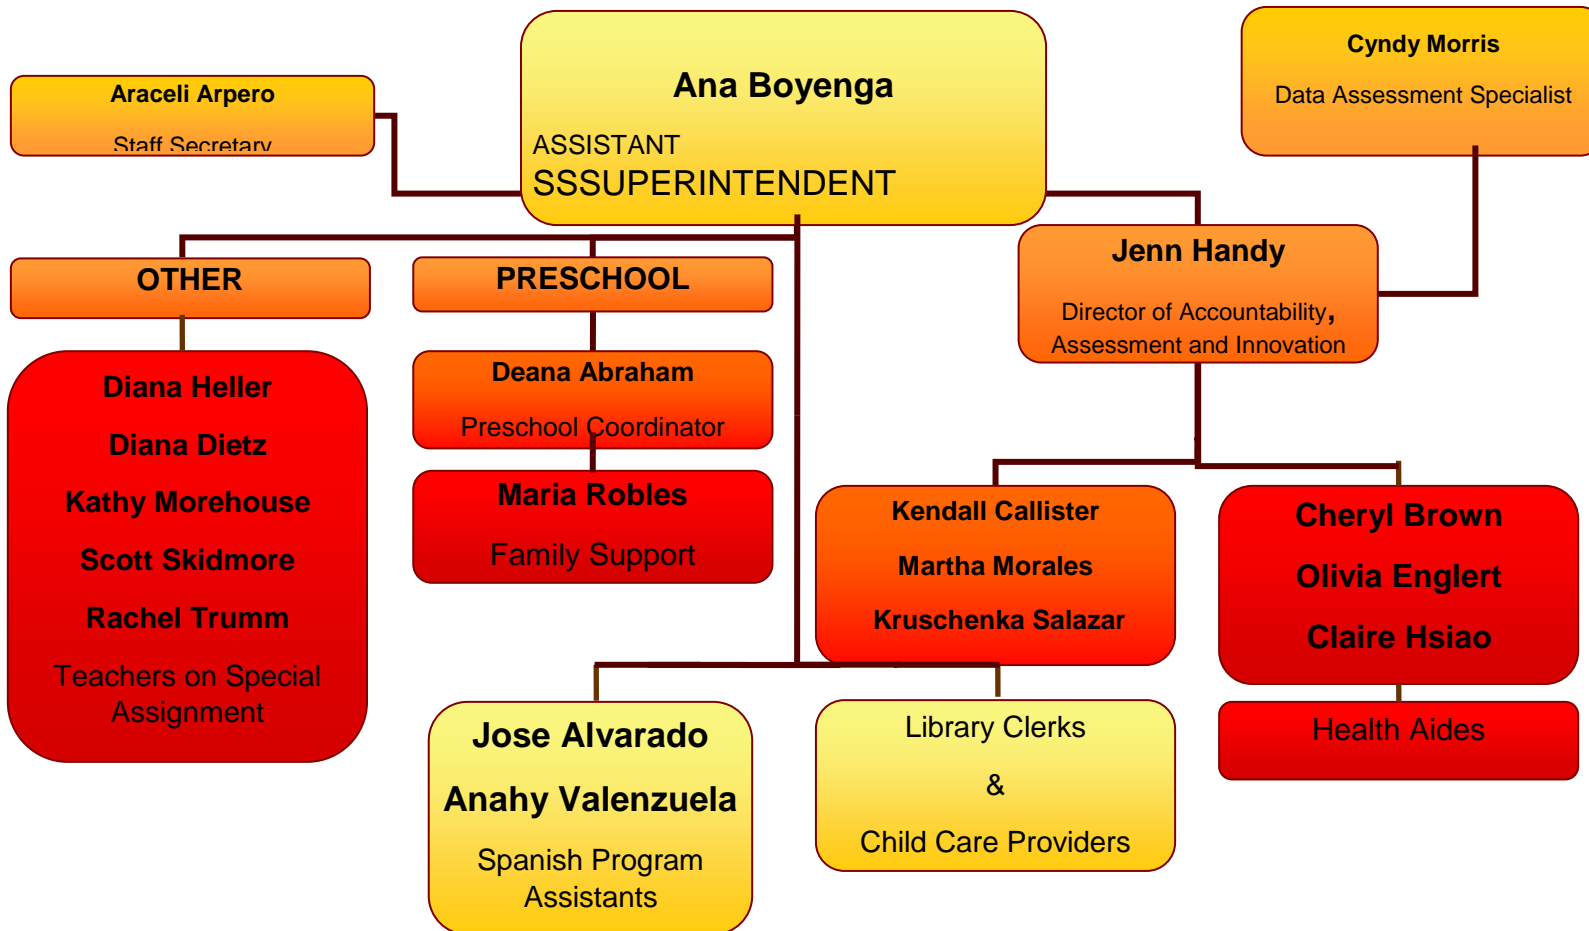 Ana Boyenga
ASSISTANT
SSSUPERINTENDENT
Araceli Arpero
Staff Secretary
Cyndy Morris
Data Assessment Specialist
Jenn Handy
Director of Accountability,
Assessment and Innovation
OTHER
Diana Heller
Diana Dietz
Kathy Morehouse
Scott Skidmore
Rachel Trumm
Teachers on Special
Assignment
PRESCHOOL
Deana Abraham
Preschool Coordinator
Maria Robles
Family Support
Kendall Callister
Martha Morales
Kruschenka Salazar
Cheryl Brown
Olivia Englert
Claire Hsiao
Health Aides
Jose Alvarado
Anahy Valenzuela
Spanish Program
Assistants
Library Clerks
&
Child Care Providers